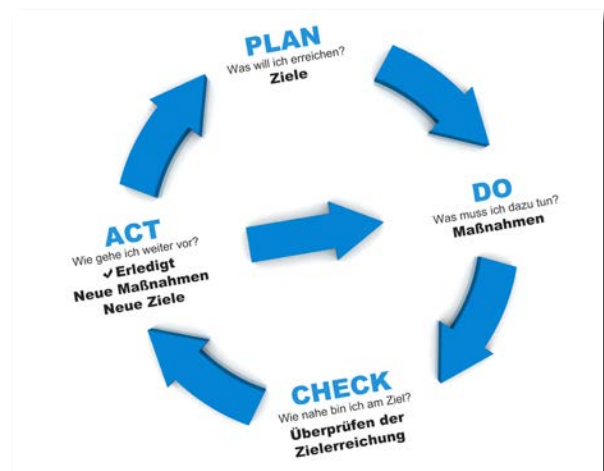 PLAN
Was will ich erreichen?
Ziele
DO
Was muss ich dazu tun?
Maßnahmen
CHECK
Wie nahe bin ich am Ziel?
Überprüfen der
Zielerreichung
ACT
Wie gehe ich weiter vor?
✓Erledigt
Neue Maßnahmen
Neue Ziele